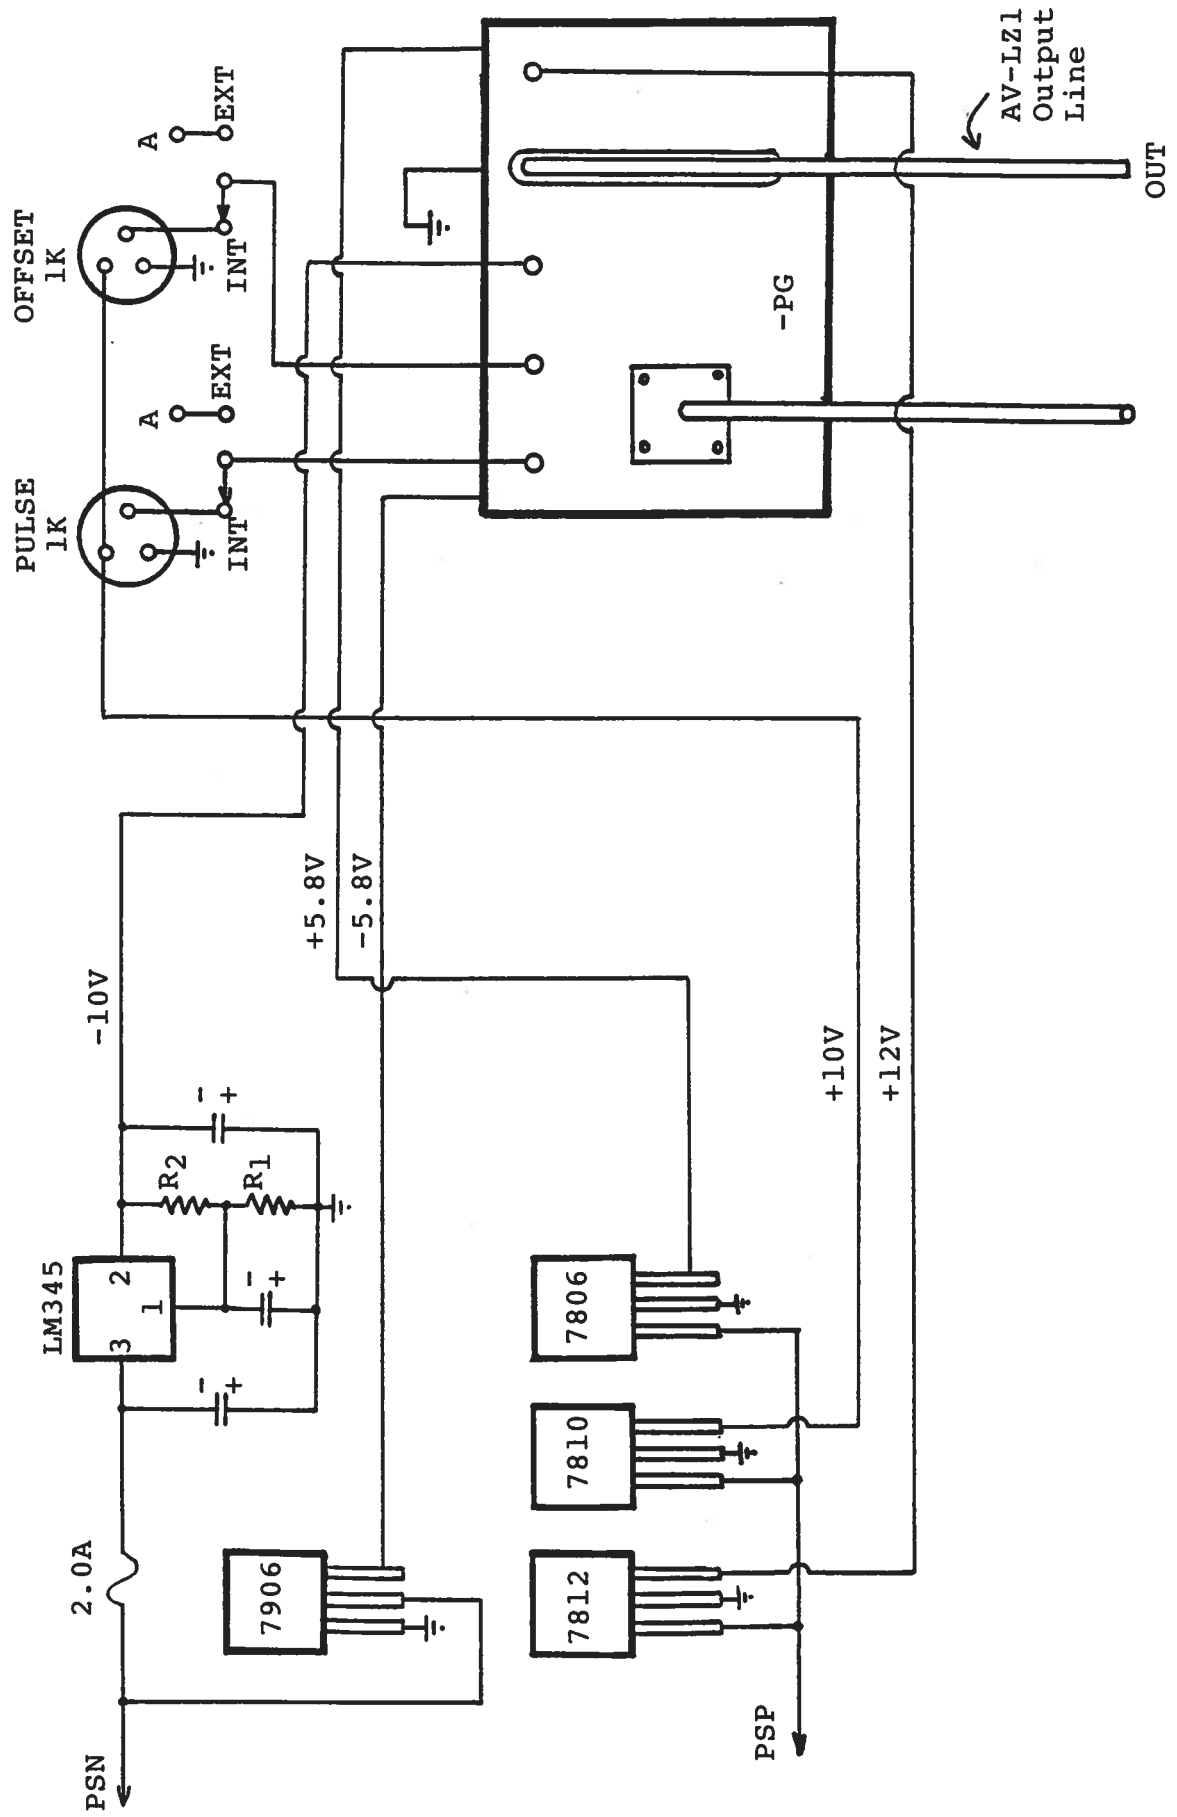 PSN
2.0A
LM345
3
2
1
-
+
-
+
R2
R1
-
+
-10V
PULSE
1K
OFFSET
1K
A
EXT
INT
A
EXT
INT
7906
+5.8V
-5.8V
7812
7810
7806
PSP
+10V
+12V
-PG
AV-LZ1
Output
Line
OUT